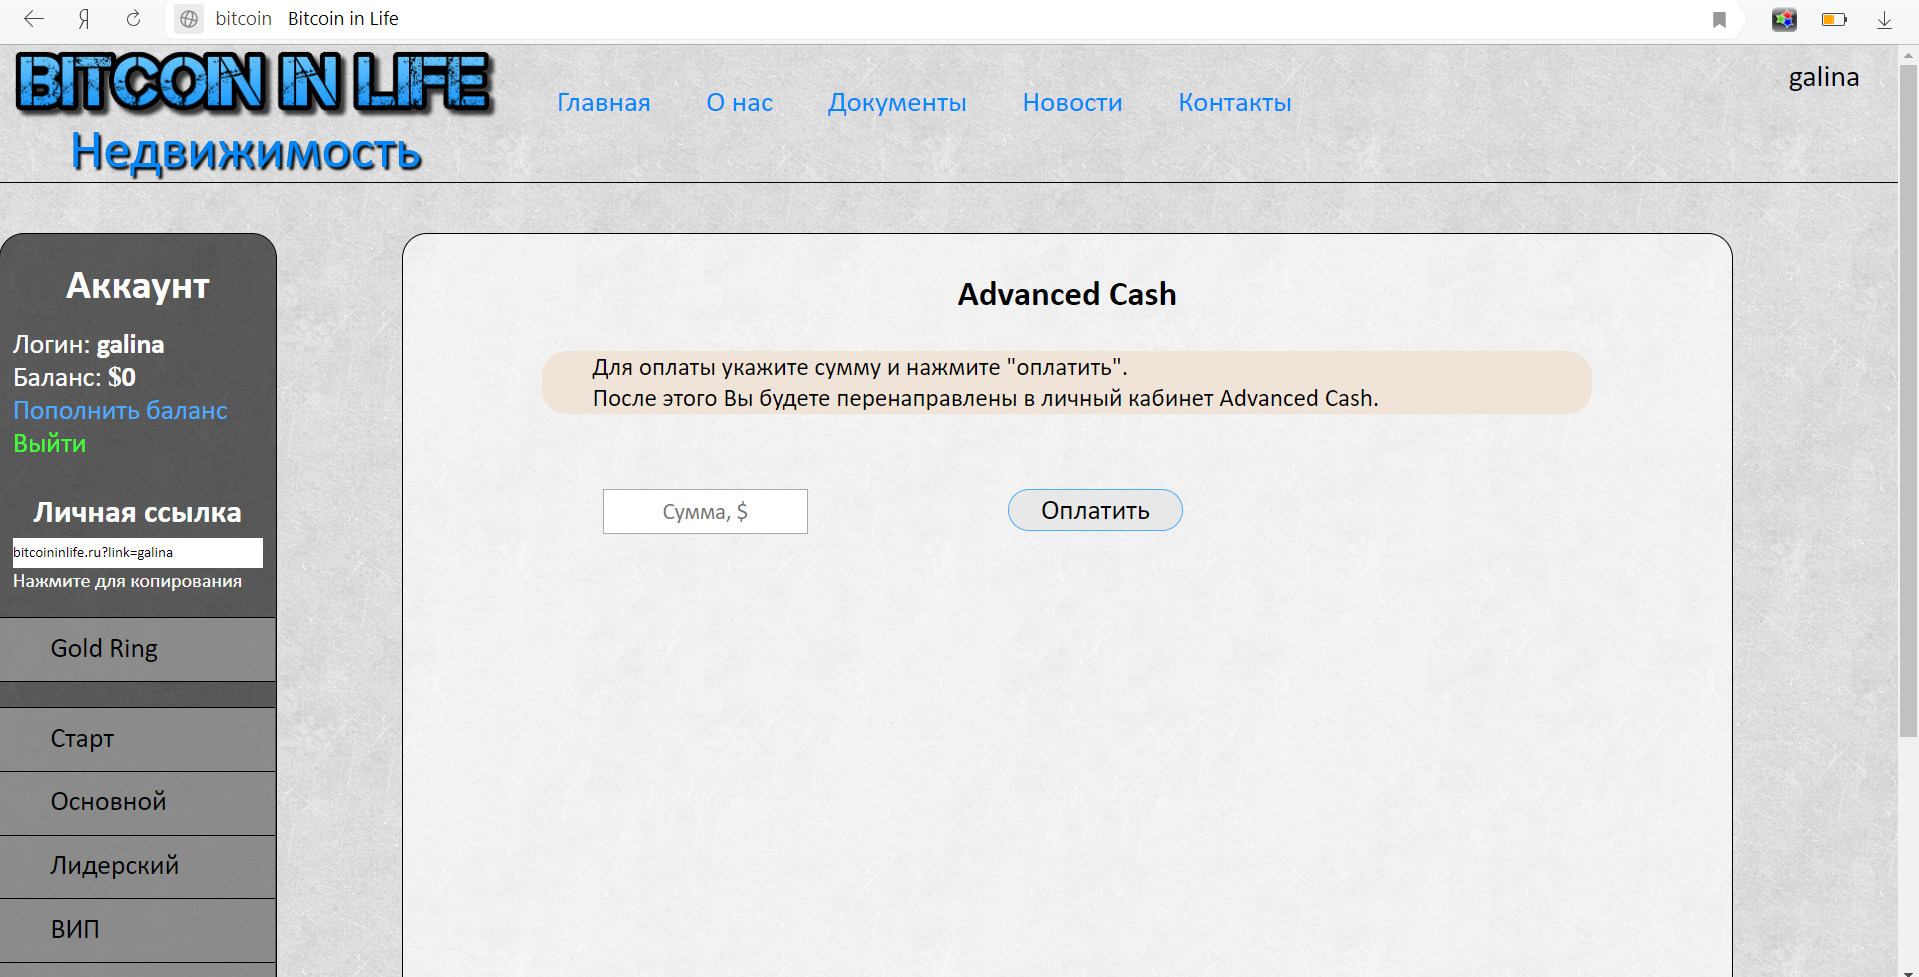 Я bitcoin Bitcoin in Life
BITCOIN IN LIFE
Недвижимость
Главная О нас Документы Новости Контакты
galina
Аккаунт
Логин: galina
Баланс: $0
Пополнить баланс
Выйти
Личная ссылка
bitcoininlife.ru?link=galina
Нажмите для копирования
Gold Ring
Старт
Основной
Лидерский
ВИП
Advanced Cash
Для оплаты укажите сумму и нажмите "оплатить".
После этого Вы будете перенаправлены в личный кабинет Advanced Cash.
Сумма, $
Оплатить